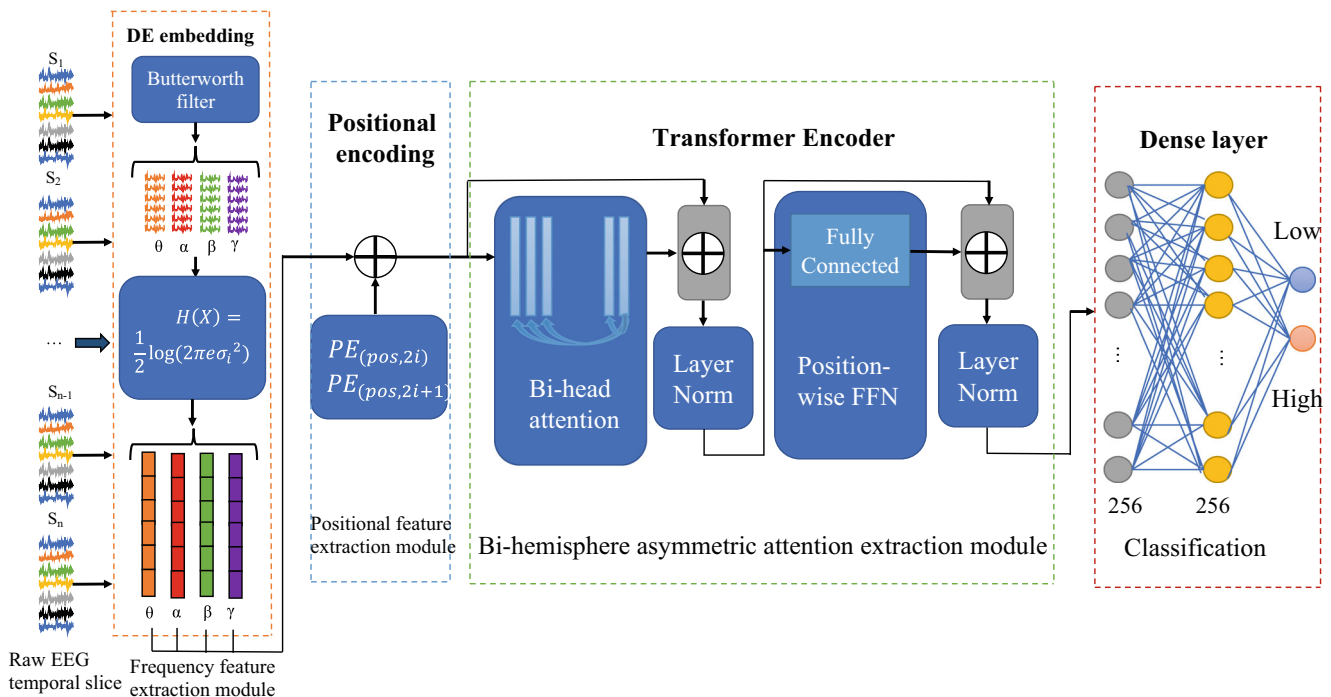 S1
S2
...
Sn-1
Sn
Raw EEG
temporal slice
DE embedding
Butterworth
filter
θ α β γ
H(X) =
1/2 log(2πeσi²)
θ α β γ
Frequency feature
extraction module
Positional
encoding
PE(pos,2i)
PE(pos,2i+1)
Positional feature
extraction module
Transformer Encoder
Bi-head
attention
Layer
Norm
Fully
Connected
Position-
wise FFN
Layer
Norm
Bi-hemisphere asymmetric attention extraction module
Dense layer
Low
High
⋮ ⋮
256 256
Classification